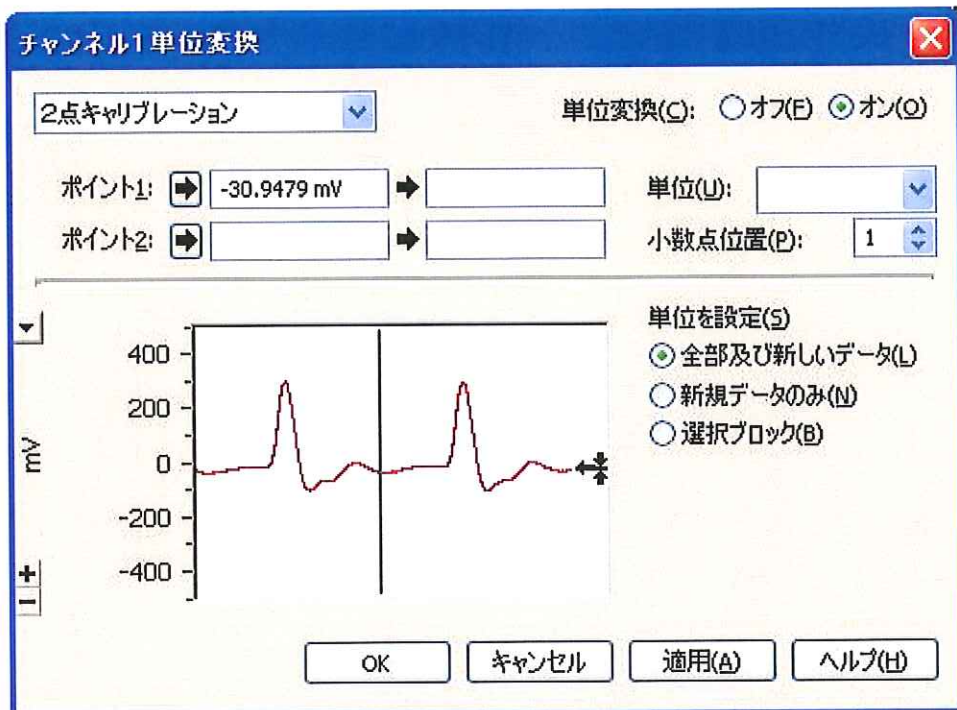 チャンネル1単位変換
2点キャリブレーション
単位変換(C): オフ(F) オン(O)
ポイント1: -30.9479 mV
単位(U):
ポイント2:
小数点位置(P): 1
400
200
0
-200
-400
mV
単位を設定(S)
全部及び新しいデータ(L)
新規データのみ(N)
選択ブロック(B)
OK
キャンセル
適用(A)
ヘルプ(H)